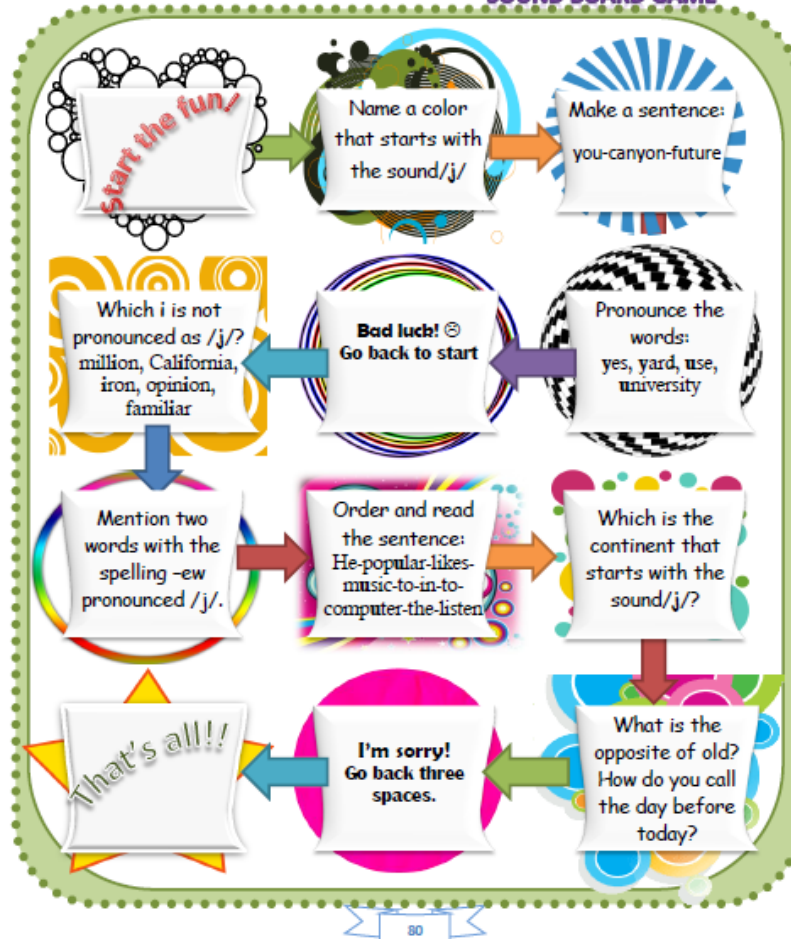 SOUND BOARD GAME
Start the fun!
Name a color
that starts with
the sound/j/
Make a sentence:
you-canyon-future
Pronounce the
words:
yes, yard, use,
university
Bad luck! ☹
Go back to start
Which i is not
pronounced as /j/?
million, California,
iron, opinion,
familiar
Mention two
words with the
spelling –ew
pronounced /j/.
Order and read
the sentence:
He-popular-likes-
music-to-in-to-
computer-the-listen
Which is the
continent that
starts with the
sound/j/?
What is the
opposite of old?
How do you call
the day before
today?
I'm sorry!
Go back three
spaces.
That's all!!
80